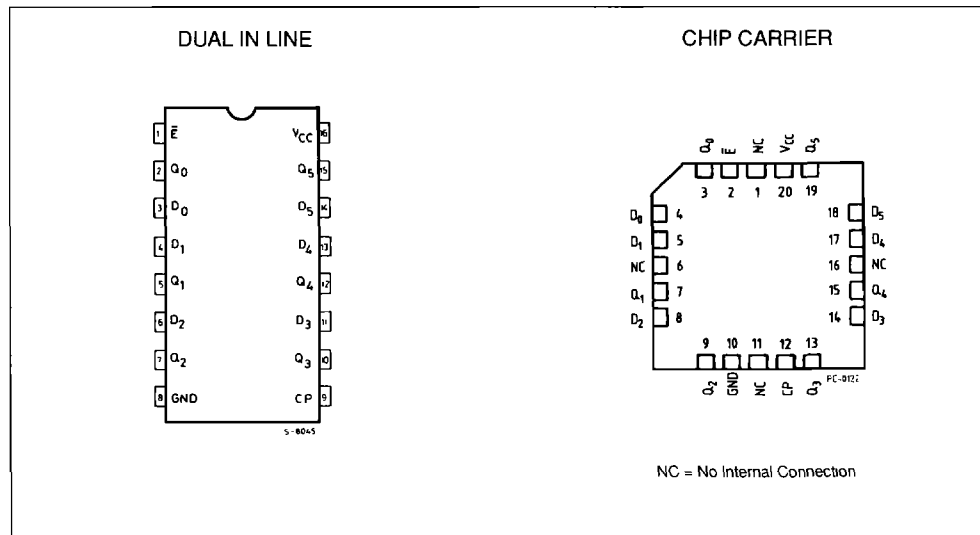 DUAL IN LINE
1 E̅ VCC 16
2 Q0 Q5 15
3 D0 D5 14
4 D1 D4 13
5 Q1 Q4 12
6 D2 D3 11
7 Q2 Q3 10
8 GND CP 9
S-8045
CHIP CARRIER
Q0 E̅ NC VCC Q5
3 2 1 20 19
D0 4 18 D5
D1 5 17 D4
NC 6 16 NC
Q1 7 15 Q4
D2 8 14 D3
9 10 11 12 13
Q2 GND NC CP Q3
PC-0122
NC = No Internal Connection